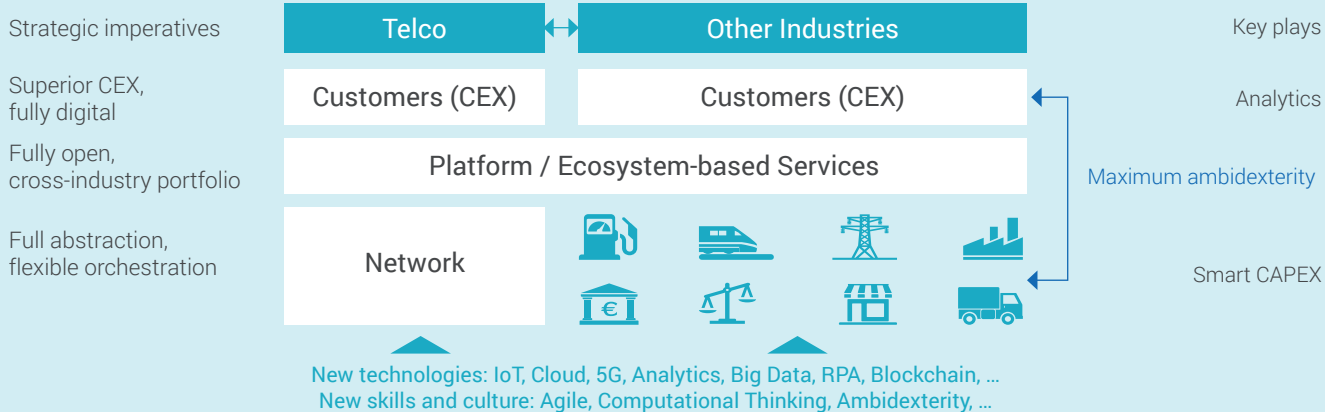 Strategic imperatives
Telco
Other Industries
Key plays
Superior CEX,
fully digital
Customers (CEX)
Customers (CEX)
Analytics
Fully open,
cross-industry portfolio
Platform / Ecosystem-based Services
Maximum ambidexterity
Full abstraction,
flexible orchestration
Network
€
Smart CAPEX
New technologies: IoT, Cloud, 5G, Analytics, Big Data, RPA, Blockchain, ...
New skills and culture: Agile, Computational Thinking, Ambidexterity, ...